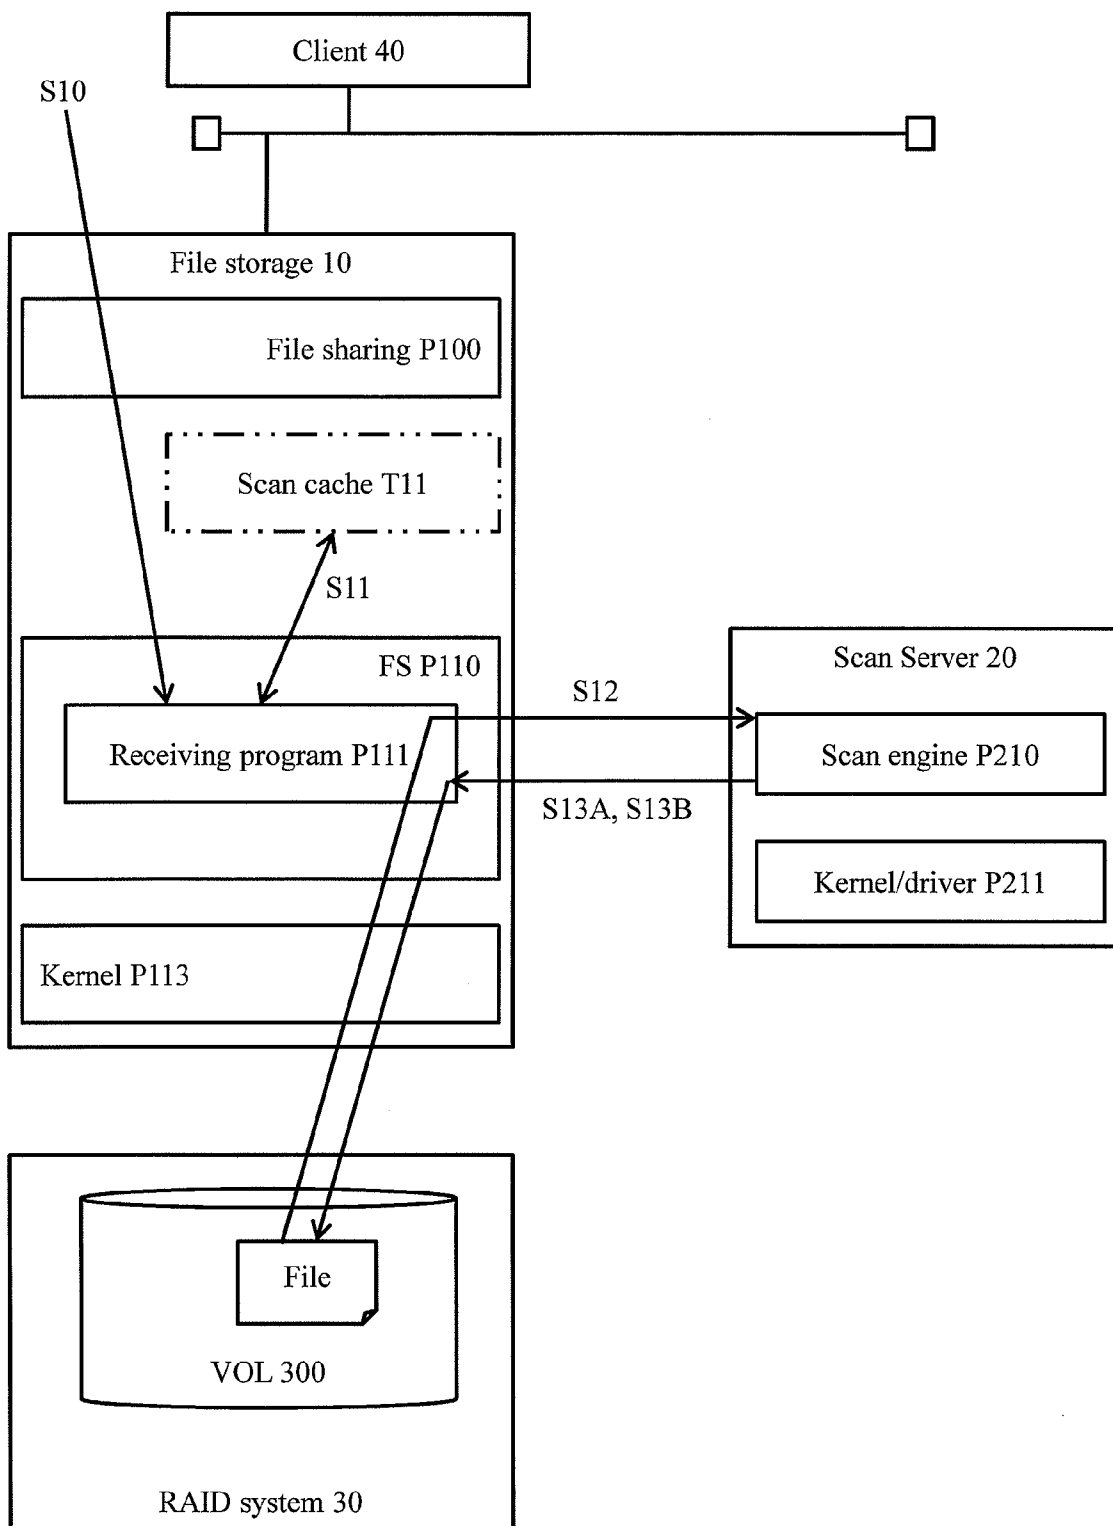 Client 40
S10
File storage 10
File sharing P100
Scan cache T11
S11
FS P110
Receiving program P111
S12
S13A, S13B
Scan Server 20
Scan engine P210
Kernel/driver P211
Kernel P113
File
VOL 300
RAID system 30